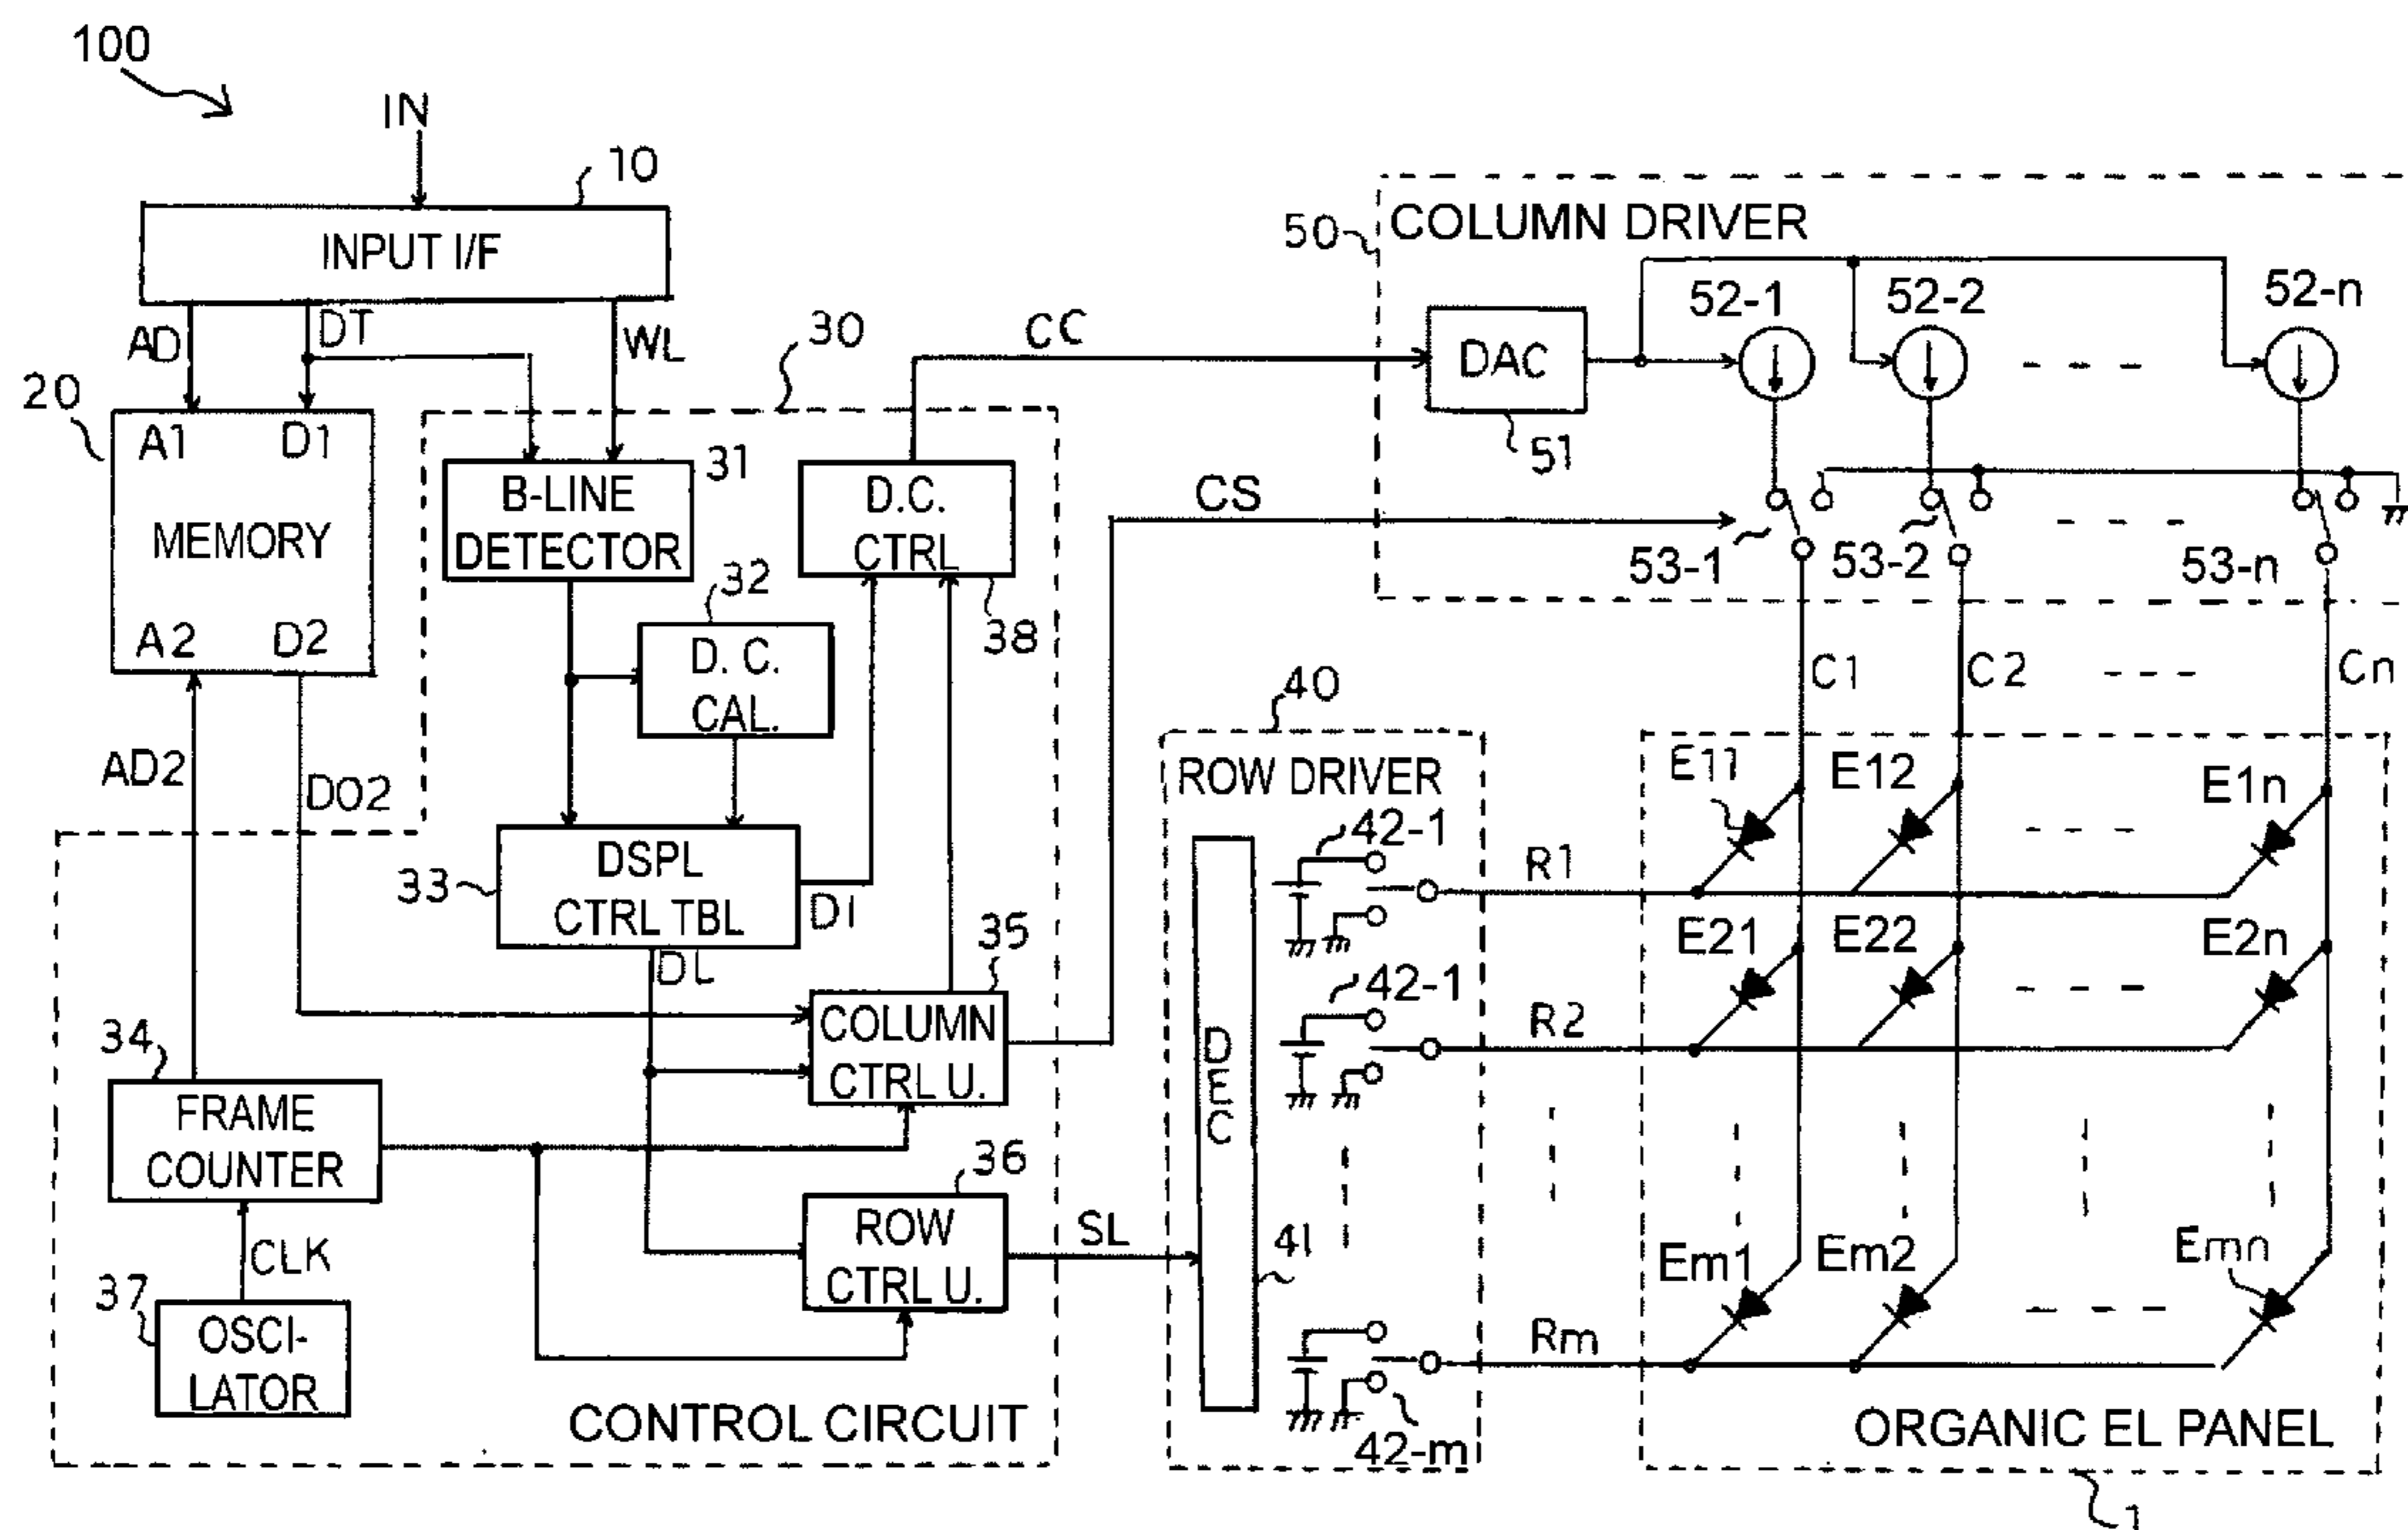 100
IN
10
INPUT I/F
AD
DT
WL
30
20
A1 D1
MEMORY
A2 D2
B-LINE
DETECTOR
31
D.C.
CTRL
38
32
D. C.
CAL.
CC
CS
50
COLUMN DRIVER
DAC
51
52-1
52-2
52-n
53-1
53-2
53-n
C1
C2
Cn
AD2
DO2
33
DSPL
CTRL TBL
DI
DL
35
COLUMN
CTRL U.
34
FRAME
COUNTER
CLK
37
OSCI-
LATOR
36
ROW
CTRL U.
SL
CONTROL CIRCUIT
40
ROW DRIVER
42-1
42-1
DEC
41
42-m
R1
R2
Rm
E11
E12
E1n
E21
E22
E2n
Em1
Em2
Emn
ORGANIC EL PANEL
1